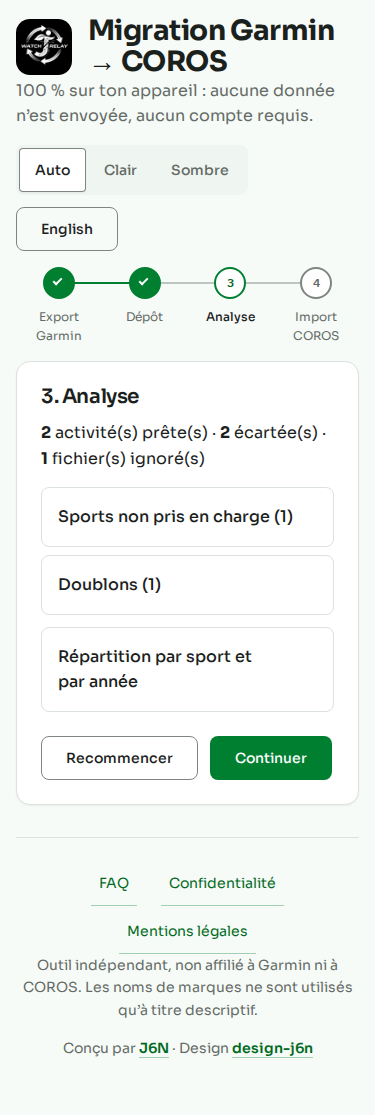 WATCH RELAY
Migration Garmin
→ COROS
100 % sur ton appareil : aucune donnée
n’est envoyée, aucun compte requis.
Auto Clair Sombre
English
3 4
Export Garmin
Dépôt
Analyse
Import COROS
3. Analyse
2 activité(s) prête(s) · 2 écartée(s) ·
1 fichier(s) ignoré(s)
Sports non pris en charge (1)
Doublons (1)
Répartition par sport et
par année
Recommencer Continuer
FAQ Confidentialité
Mentions légales
Outil indépendant, non affilié à Garmin ni à
COROS. Les noms de marques ne sont utilisés
qu’à titre descriptif.
Conçu par J6N · Design design-j6n